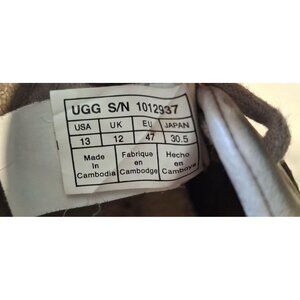 UGG S/N 1012937
USA UK EU JAPAN
13 12 47 30.5
Made Fabrique Hecho
in en en
Cambodia Cambodge Camboya